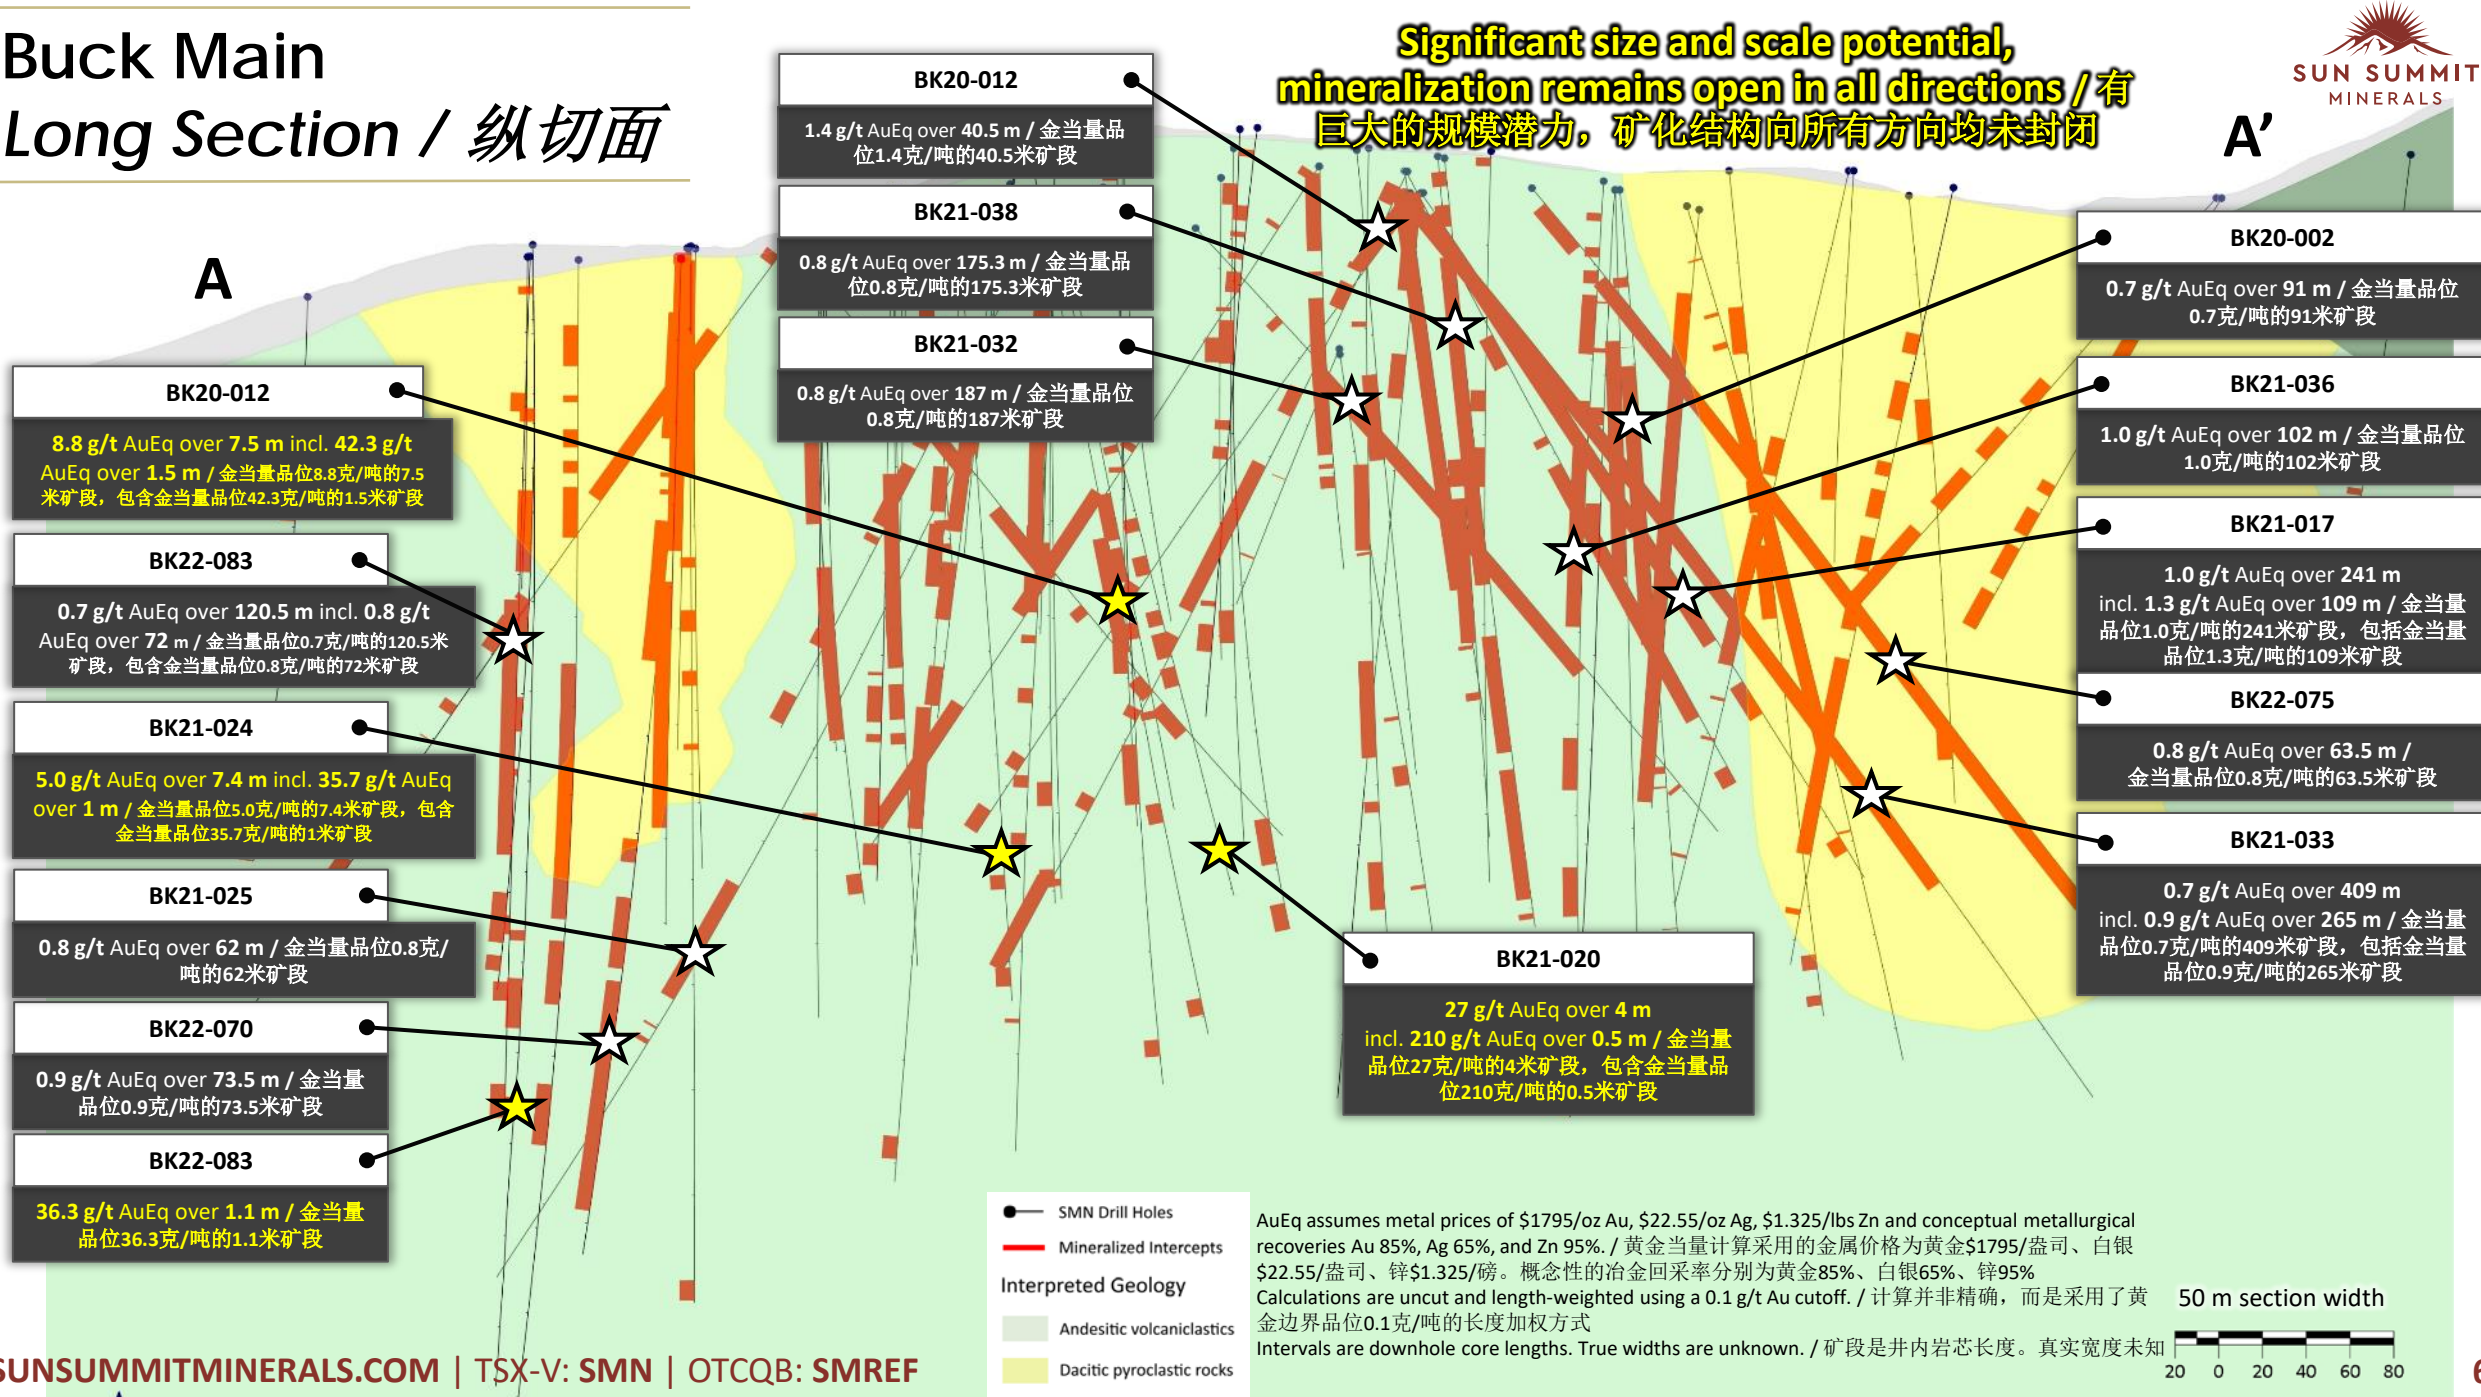 Buck Main
Long Section / 纵切面
Significant size and scale potential,
mineralization remains open in all directions / 有
巨大的规模潜力，矿化结构向所有方向均未封闭
SUN SUMMIT
MINERALS
A
A’
BK20-012
1.4 g/t AuEq over 40.5 m / 金当量品
位1.4克/吨的40.5米矿段
BK21-038
0.8 g/t AuEq over 175.3 m / 金当量品
位0.8克/吨的175.3米矿段
BK21-032
0.8 g/t AuEq over 187 m / 金当量品位
0.8克/吨的187米矿段
BK20-012
8.8 g/t AuEq over 7.5 m incl. 42.3 g/t
AuEq over 1.5 m / 金当量品位8.8克/吨的7.5
米矿段，包含金当量品位42.3克/吨的1.5米矿段
BK22-083
0.7 g/t AuEq over 120.5 m incl. 0.8 g/t
AuEq over 72 m / 金当量品位0.7克/吨的120.5米
矿段，包含金当量品位0.8克/吨的72米矿段
BK21-024
5.0 g/t AuEq over 7.4 m incl. 35.7 g/t AuEq
over 1 m / 金当量品位5.0克/吨的7.4米矿段，包含
金当量品位35.7克/吨的1米矿段
BK21-025
0.8 g/t AuEq over 62 m / 金当量品位0.8克/
吨的62米矿段
BK22-070
0.9 g/t AuEq over 73.5 m / 金当量
品位0.9克/吨的73.5米矿段
BK22-083
36.3 g/t AuEq over 1.1 m / 金当量
品位36.3克/吨的1.1米矿段
BK20-002
0.7 g/t AuEq over 91 m / 金当量品位
0.7克/吨的91米矿段
BK21-036
1.0 g/t AuEq over 102 m / 金当量品位
1.0克/吨的102米矿段
BK21-017
1.0 g/t AuEq over 241 m
incl. 1.3 g/t AuEq over 109 m / 金当量
品位1.0克/吨的241米矿段，包括金当量
品位1.3克/吨的109米矿段
BK22-075
0.8 g/t AuEq over 63.5 m /
金当量品位0.8克/吨的63.5米矿段
BK21-033
0.7 g/t AuEq over 409 m
incl. 0.9 g/t AuEq over 265 m / 金当量
品位0.7克/吨的409米矿段，包括金当量
品位0.9克/吨的265米矿段
BK21-020
27 g/t AuEq over 4 m
incl. 210 g/t AuEq over 0.5 m / 金当量
品位27克/吨的4米矿段，包含金当量品
位210克/吨的0.5米矿段
SMN Drill Holes
Mineralized Intercepts
Interpreted Geology
Andesitic volcaniclastics
Dacitic pyroclastic rocks
AuEq assumes metal prices of $1795/oz Au, $22.55/oz Ag, $1.325/lbs Zn and conceptual metallurgical
recoveries Au 85%, Ag 65%, and Zn 95%. / 黄金当量计算采用的金属价格为黄金$1795/盎司、白银
$22.55/盎司、锌$1.325/磅。概念性的冶金回采率分别为黄金85%、白银65%、锌95%
Calculations are uncut and length-weighted using a 0.1 g/t Au cutoff. / 计算并非精确，而是采用了黄
金边界品位0.1克/吨的长度加权方式
Intervals are downhole core lengths. True widths are unknown. / 矿段是井内岩芯长度。真实宽度未知
50 m section width
20 0 20 40 60 80
SUNSUMMITMINERALS.COM | TSX-V: SMN | OTCQB: SMREF
6